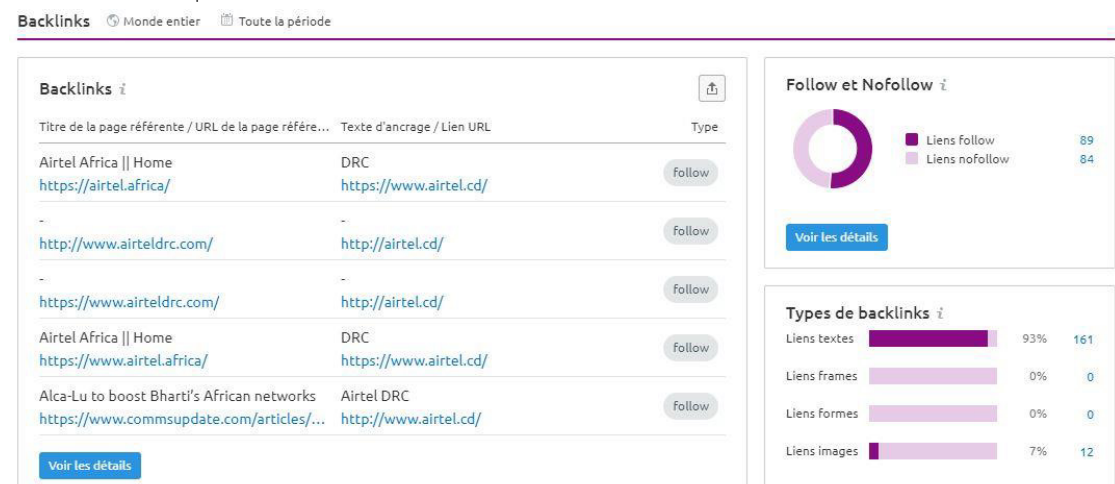 Backlinks Monde entier Toute la période
Backlinks i
Titre de la page référente / URL de la page référe... Texte d'ancrage / Lien URL Type
Airtel Africa || Home DRC
https://airtel.africa/ https://www.airtel.cd/ follow
- -
http://www.airteldrc.com/ http://airtel.cd/ follow
- -
https://www.airteldrc.com/ http://airtel.cd/ follow
Airtel Africa || Home DRC
https://www.airtel.africa/ https://www.airtel.cd/ follow
Alca-Lu to boost Bharti's African networks Airtel DRC
https://www.commsupdate.com/articles/... http://www.airtel.cd/ follow
Voir les détails
Follow et Nofollow i
Liens follow 89
Liens nofollow 84
Voir les détails
Types de backlinks i
Liens textes 93% 161
Liens frames 0% 0
Liens formes 0% 0
Liens images 7% 12